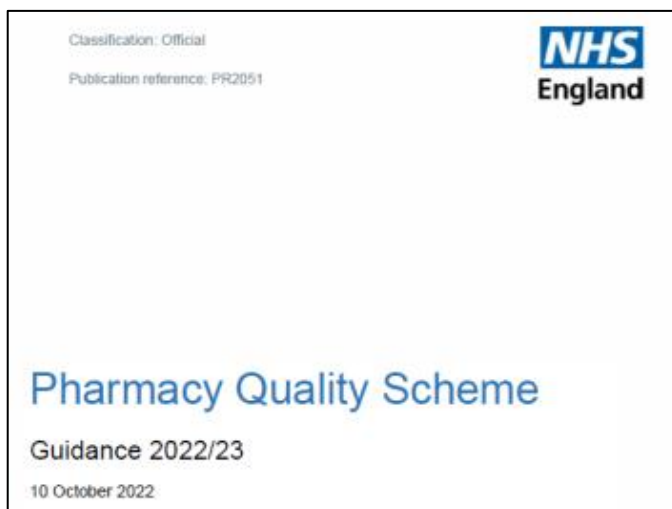 Classification: Official
Publication reference: PR2051
NHS
England
Pharmacy Quality Scheme
Guidance 2022/23
10 October 2022